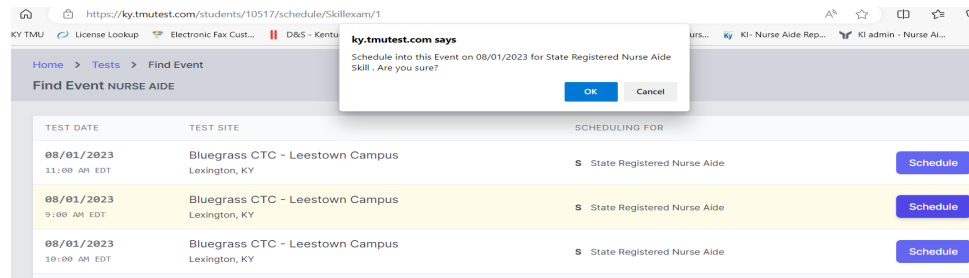 https://ky.tmutest.com/students/10517/schedule/Skillexam/1
KY TMU License Lookup Electronic Fax Cust... D&S - Kentu urs... KI- Nurse Aide Rep... KI admin - Nurse Ai...
ky.tmutest.com says
Schedule into this Event on 08/01/2023 for State Registered Nurse Aide
Skill . Are you sure?
OK Cancel
Home > Tests > Find Event
Find Event NURSE AIDE
TEST DATE TEST SITE SCHEDULING FOR
08/01/2023 Bluegrass CTC - Leestown Campus
11:00 AM EDT Lexington, KY S State Registered Nurse Aide Schedule
08/01/2023 Bluegrass CTC - Leestown Campus
9:00 AM EDT Lexington, KY S State Registered Nurse Aide Schedule
08/01/2023 Bluegrass CTC - Leestown Campus
10:00 AM EDT Lexington, KY S State Registered Nurse Aide Schedule